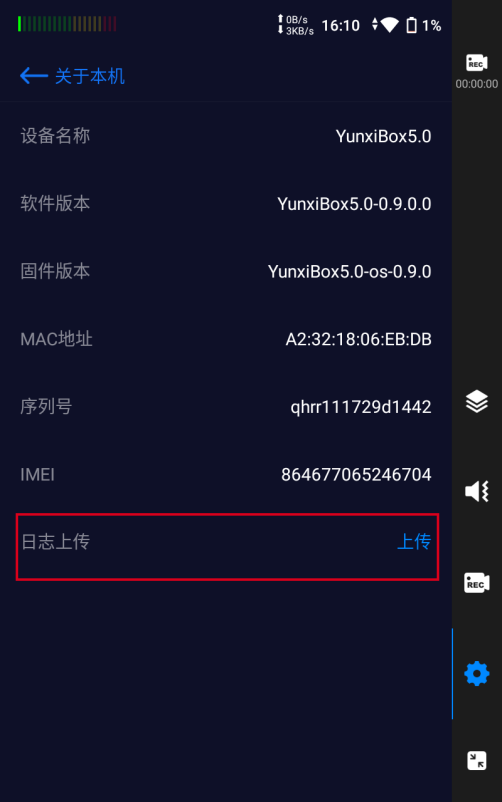 0B/s
3KB/s 16:10 1%
REC
00:00:00
← 关于本机
设备名称 YunxiBox5.0
软件版本 YunxiBox5.0-0.9.0.0
固件版本 YunxiBox5.0-os-0.9.0
MAC地址 A2:32:18:06:EB:DB
序列号 qhrr111729d1442
IMEI 864677065246704
日志上传 上传
REC